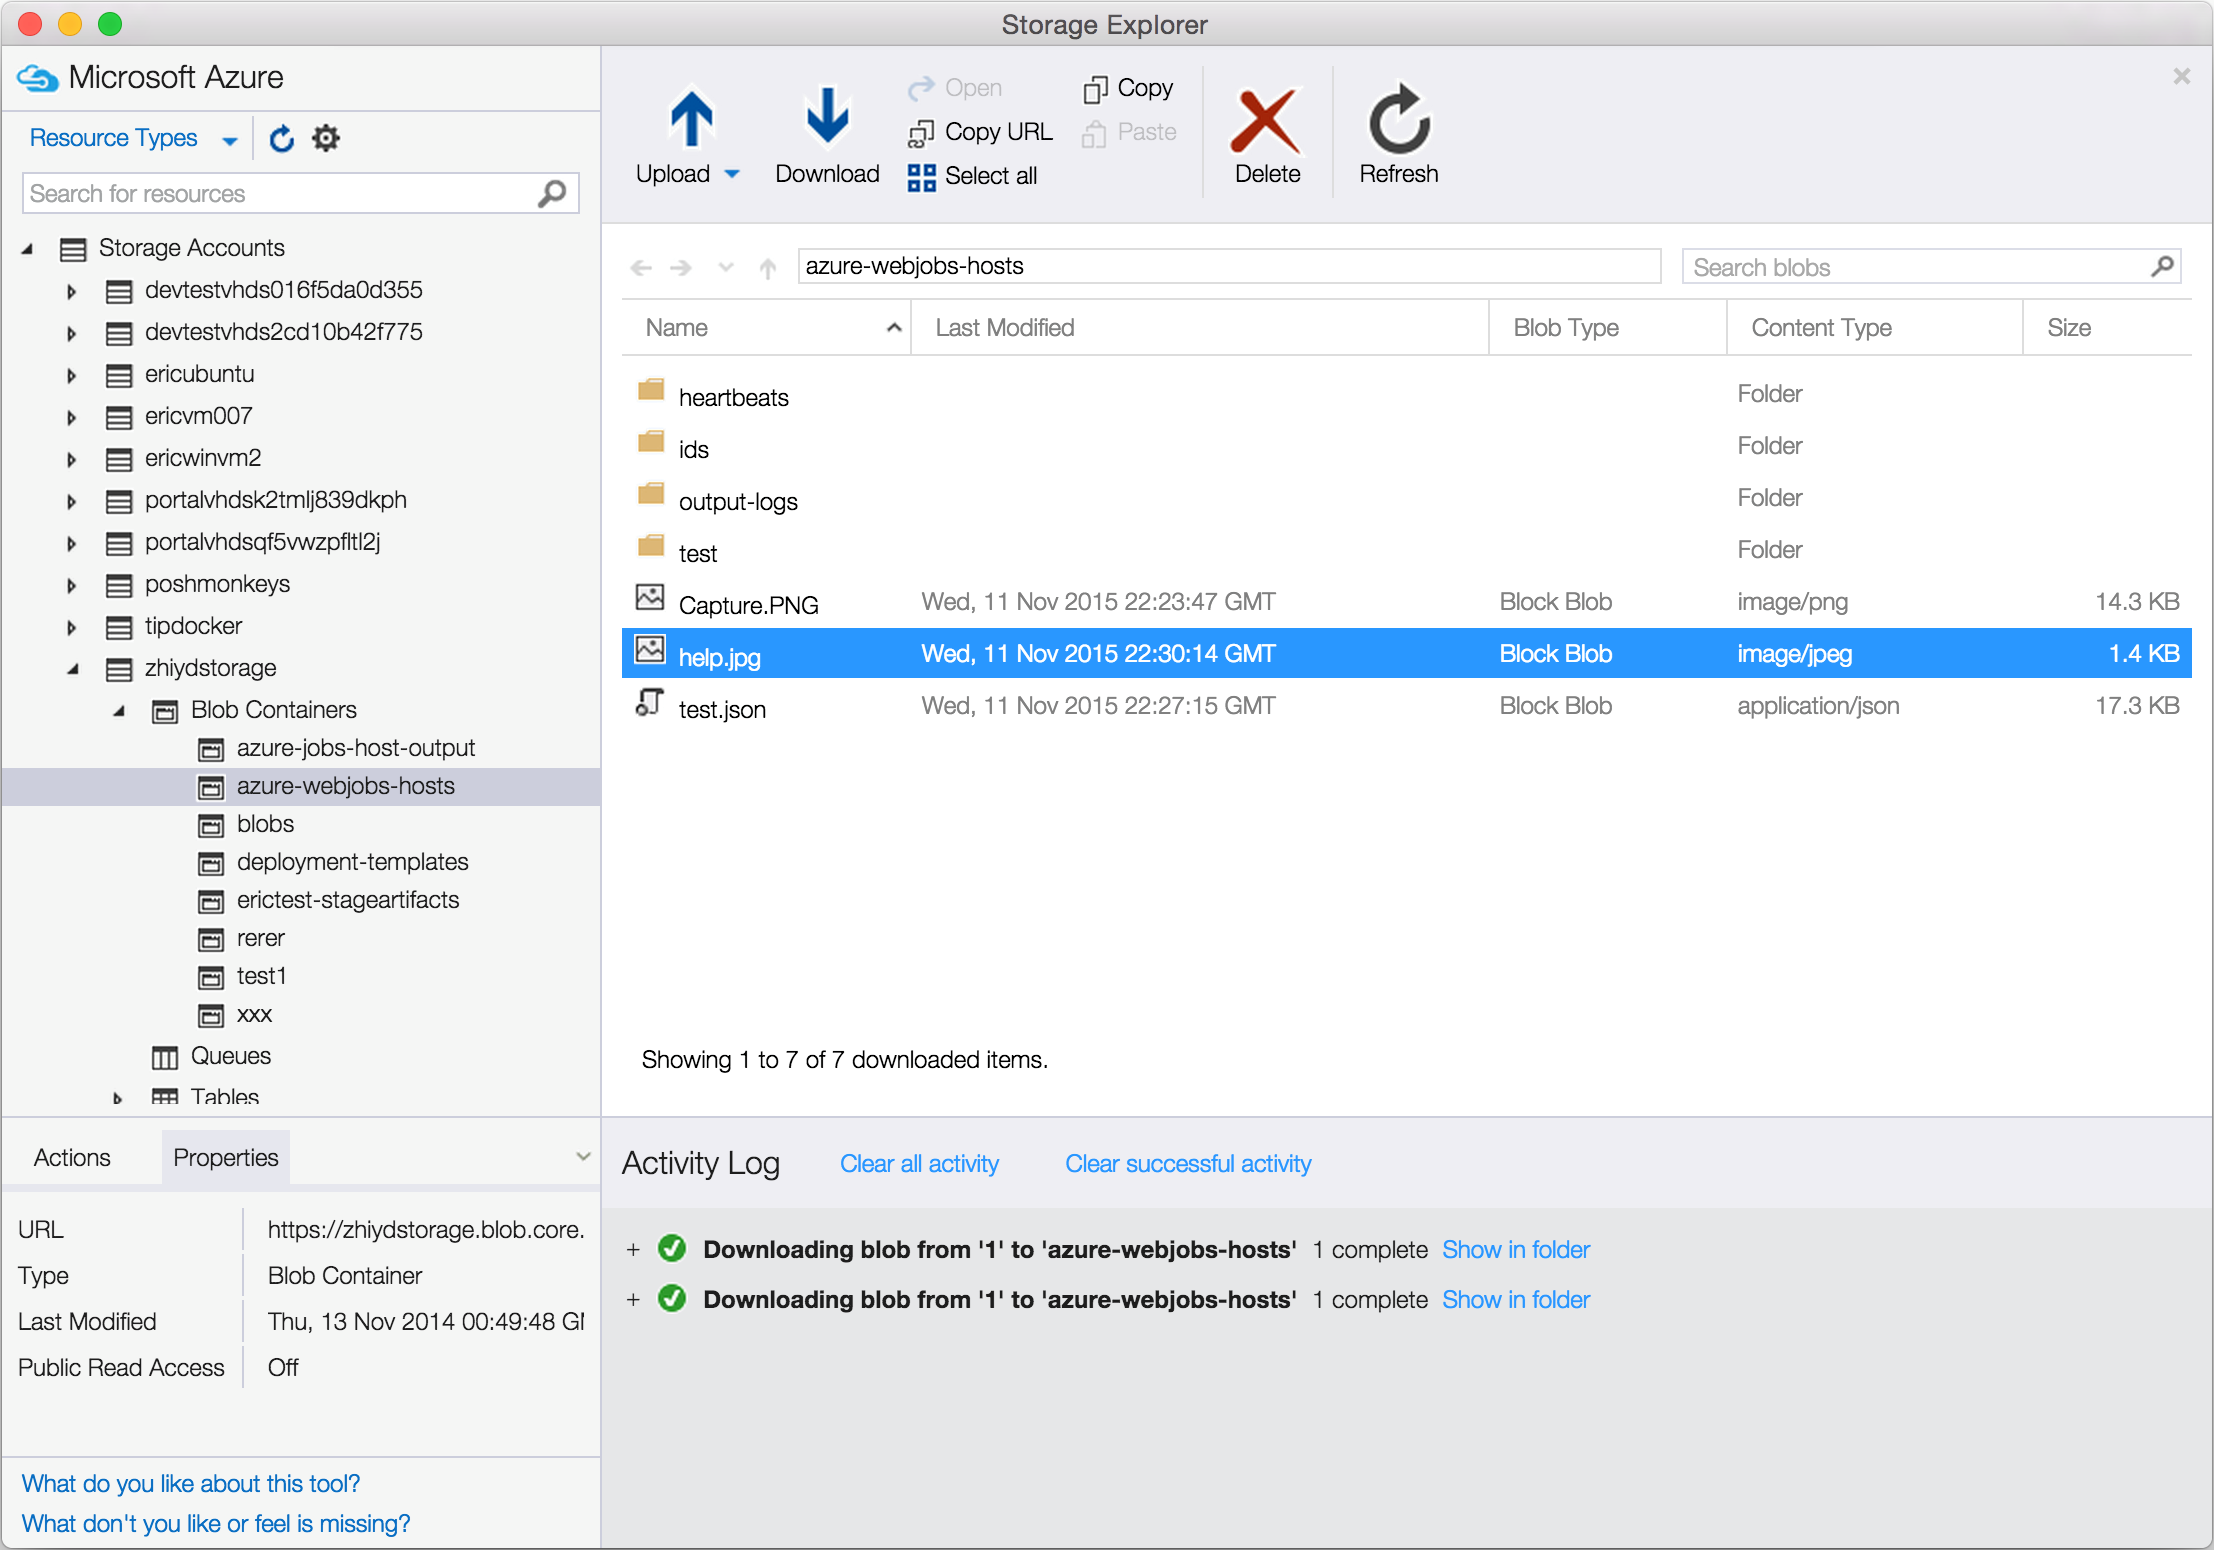 Storage Explorer
Microsoft Azure
Resource Types
Search for resources
Storage Accounts
devtestvhds016f5da0d355
devtestvhds2cd10b42f775
ericubuntu
ericvm007
ericwinvm2
portalvhdsk2tmlj839dkph
portalvhdsqf5vwzpfltl2j
poshmonkeys
tipdocker
zhiydstorage
Blob Containers
azure-jobs-host-output
azure-webjobs-hosts
blobs
deployment-templates
erictest-stageartifacts
rerer
test1
xxx
Queues
Tables
Actions Properties
URL https://zhiydstorage.blob.core.
Type Blob Container
Last Modified Thu, 13 Nov 2014 00:49:48 GM
Public Read Access Off
What do you like about this tool?
What don't you like or feel is missing?
Upload Download
Open Copy
Copy URL Paste
Select all
Delete Refresh
azure-webjobs-hosts Search blobs
Name Last Modified Blob Type Content Type Size
heartbeats Folder
ids Folder
output-logs Folder
test Folder
Capture.PNG Wed, 11 Nov 2015 22:23:47 GMT Block Blob image/png 14.3 KB
help.jpg Wed, 11 Nov 2015 22:30:14 GMT Block Blob image/jpeg 1.4 KB
test.json Wed, 11 Nov 2015 22:27:15 GMT Block Blob application/json 17.3 KB
Showing 1 to 7 of 7 downloaded items.
Activity Log Clear all activity Clear successful activity
+ Downloading blob from '1' to 'azure-webjobs-hosts' 1 complete Show in folder
+ Downloading blob from '1' to 'azure-webjobs-hosts' 1 complete Show in folder